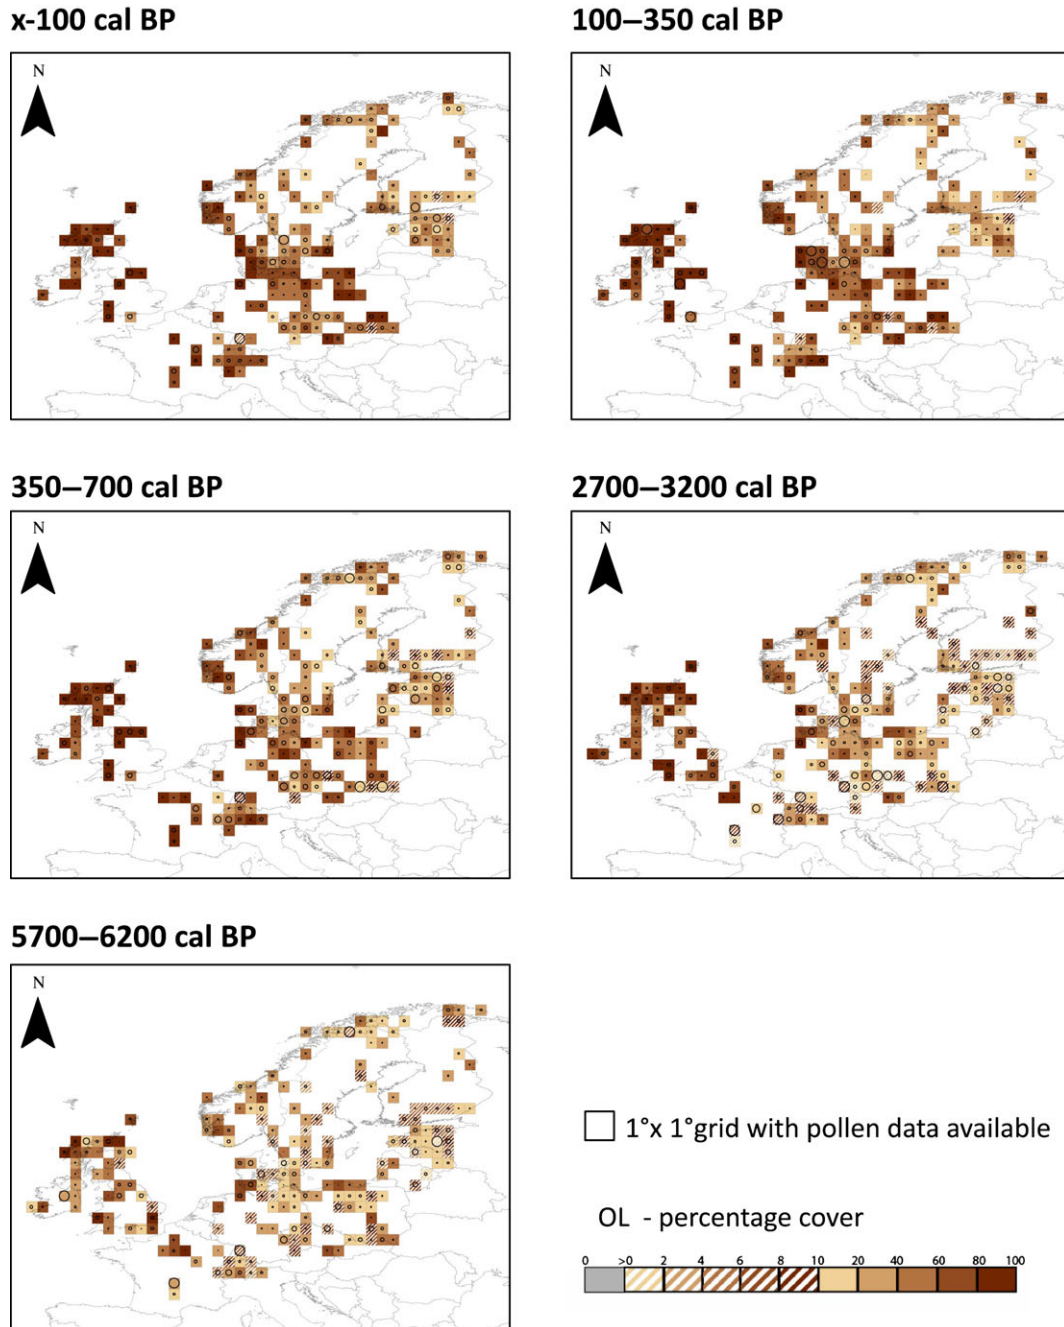 x-100 cal BP
100–350 cal BP
N
N
350–700 cal BP
2700–3200 cal BP
N
N
5700–6200 cal BP
N
1°x 1°grid with pollen data available
OL - percentage cover
0 >0 2 4 6 8 10 20 40 60 80 100